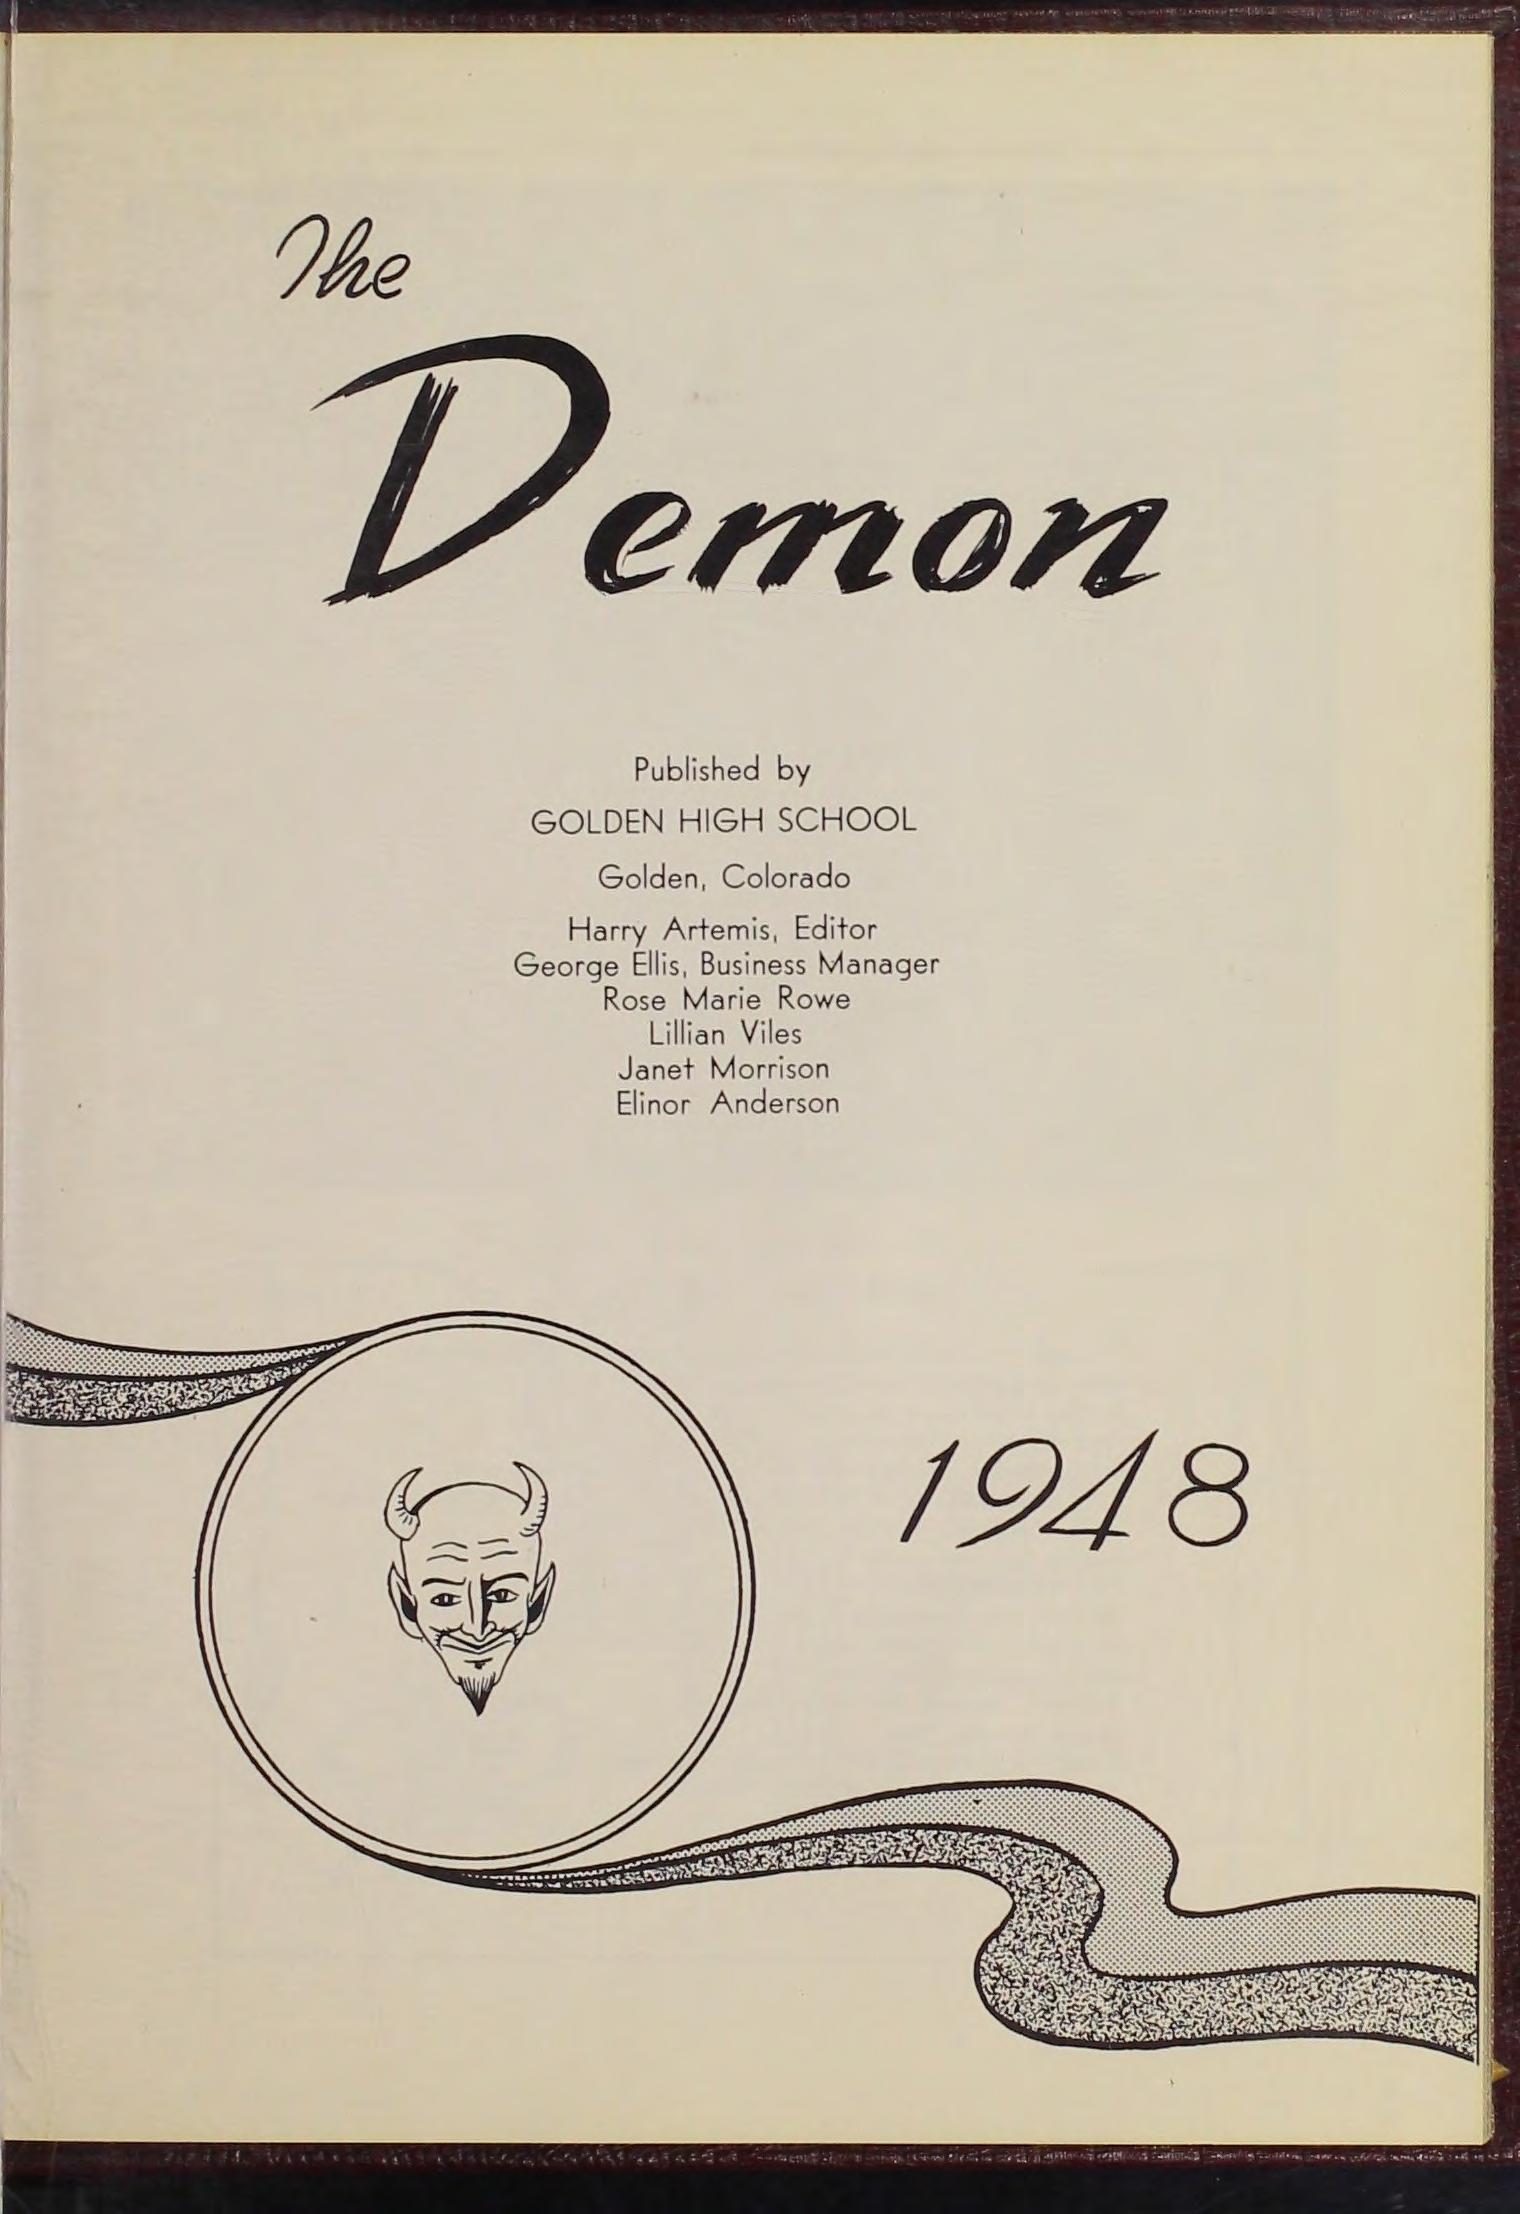 The
Demon
Published by
GOLDEN HIGH SCHOOL
Golden, Colorado
Harry Artemis, Editor
George Ellis, Business Manager
Rose Marie Rowe
Lillian Viles
Janet Morrison
Elinor Anderson
1948